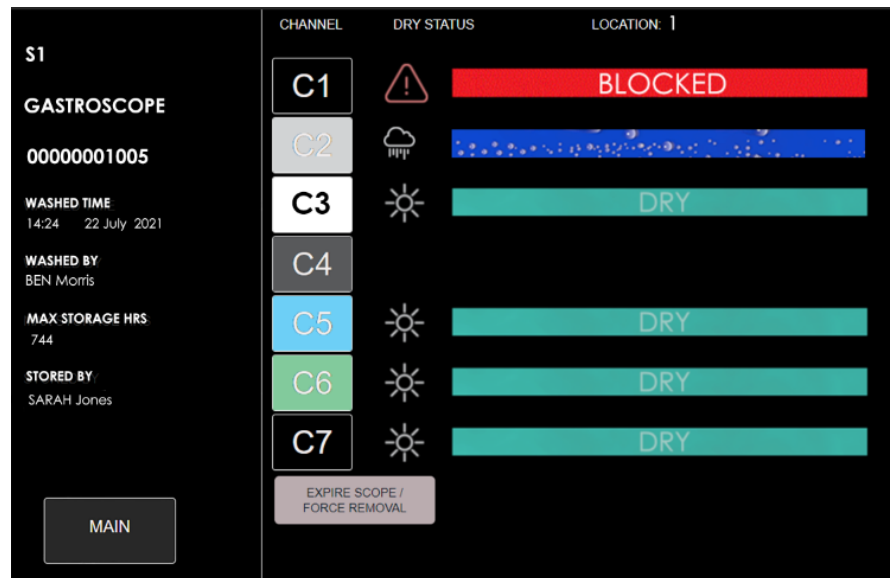 CHANNEL DRY STATUS LOCATION: 1
S1
GASTROSCOPE
00000001005
WASHED TIME
14:24 22 July 2021
WASHED BY
BEN Morris
MAX STORAGE HRS
744
STORED BY
SARAH Jones
MAIN
C1 BLOCKED
C2
C3 DRY
C4
C5 DRY
C6 DRY
C7 DRY
EXPIRE SCOPE /
FORCE REMOVAL